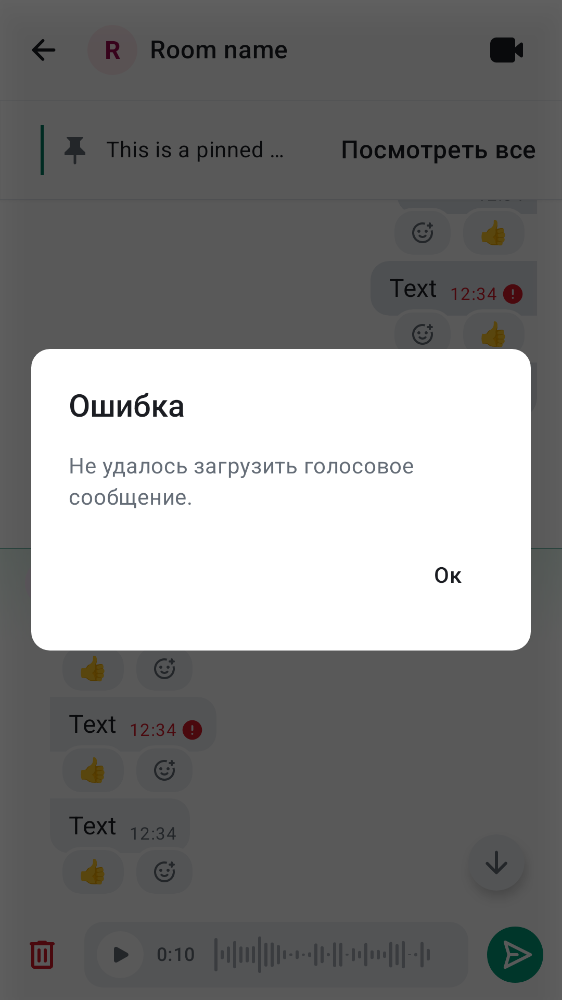 R Room name
This is a pinned … Посмотреть все
Text 12:34
Ошибка
Не удалось загрузить голосовое
сообщение.
Ок
Text 12:34
Text 12:34
0:10